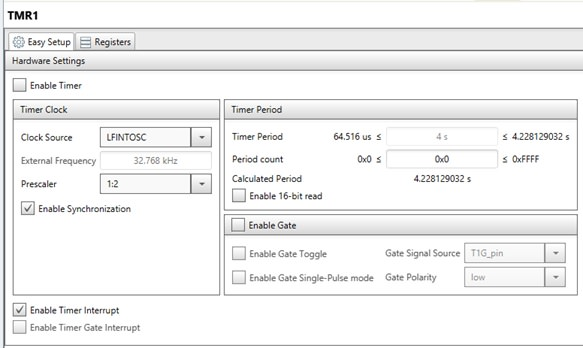 TMR1
Easy Setup Registers
Hardware Settings
Enable Timer
Timer Clock
Clock Source LFINTOSC
External Frequency 32.768 kHz
Prescaler 1:2
Enable Synchronization
Timer Period
Timer Period 64.516 us ≤ 4 s ≤ 4.228129032 s
Period count 0x0 ≤ 0x0 ≤ 0xFFFF
Calculated Period 4.228129032 s
Enable 16-bit read
Enable Gate
Enable Gate Toggle Gate Signal Source T1G_pin
Enable Gate Single-Pulse mode Gate Polarity low
Enable Timer Interrupt
Enable Timer Gate Interrupt